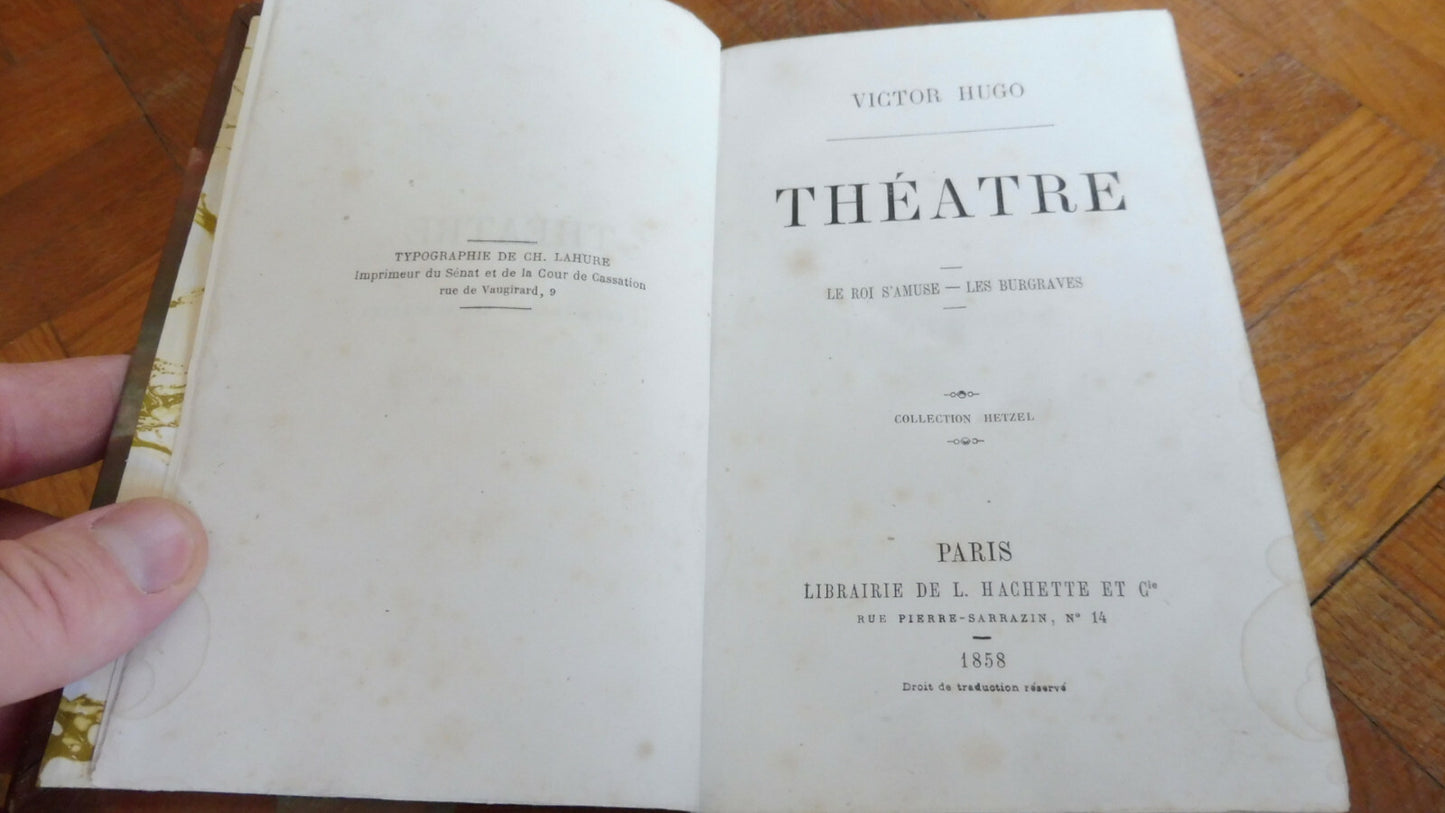 TYPOGRAPHIE DE CH. LAHURE
Imprimeur du Sénat et de la Cour de Cassation
rue de Vaugirard, 9
VICTOR HUGO
THÉATRE
LE ROI S'AMUSE — LES BURGRAVES
COLLECTION HETZEL
PARIS
LIBRAIRIE DE L. HACHETTE ET Cie
RUE PIERRE-SARRAZIN, N° 14
1858
Droit de traduction réservé